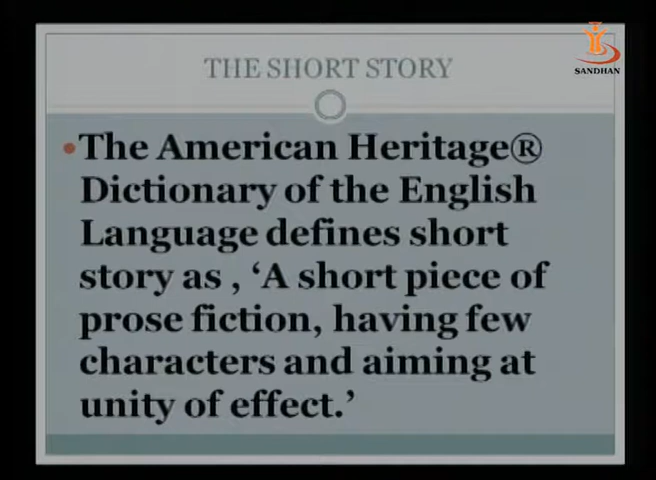 SANDHAN
THE SHORT STORY
•The American Heritage®
Dictionary of the English
Language defines short
story as , ‘A short piece of
prose fiction, having few
characters and aiming at
unity of effect.’